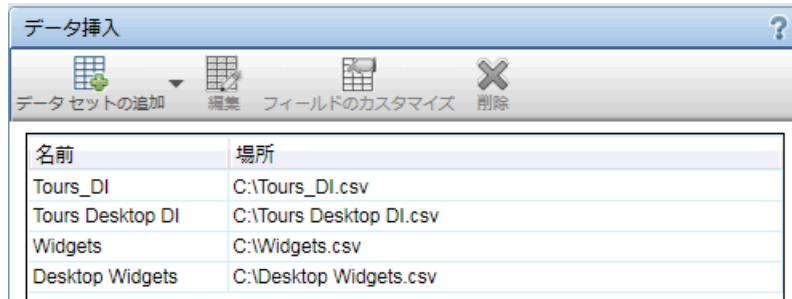 データ挿入 ?
データ セットの追加 編集 フィールドのカスタマイズ 削除
名前 場所
Tours_DI C:\Tours_DI.csv
Tours Desktop DI C:\Tours Desktop DI.csv
Widgets C:\Widgets.csv
Desktop Widgets C:\Desktop Widgets.csv